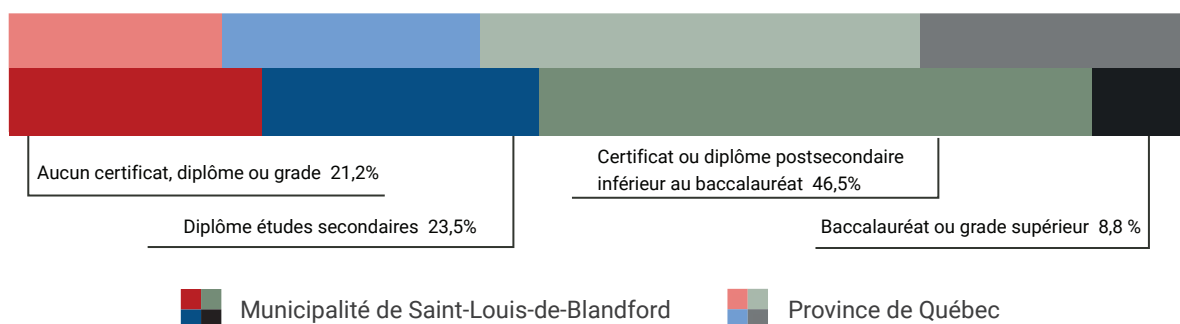 Aucun certificat, diplôme ou grade 21,2%
Diplôme études secondaires 23,5%
Certificat ou diplôme postsecondaire
inférieur au baccalauréat 46,5%
Baccalauréat ou grade supérieur 8,8 %
Municipalité de Saint-Louis-de-Blandford
Province de Québec